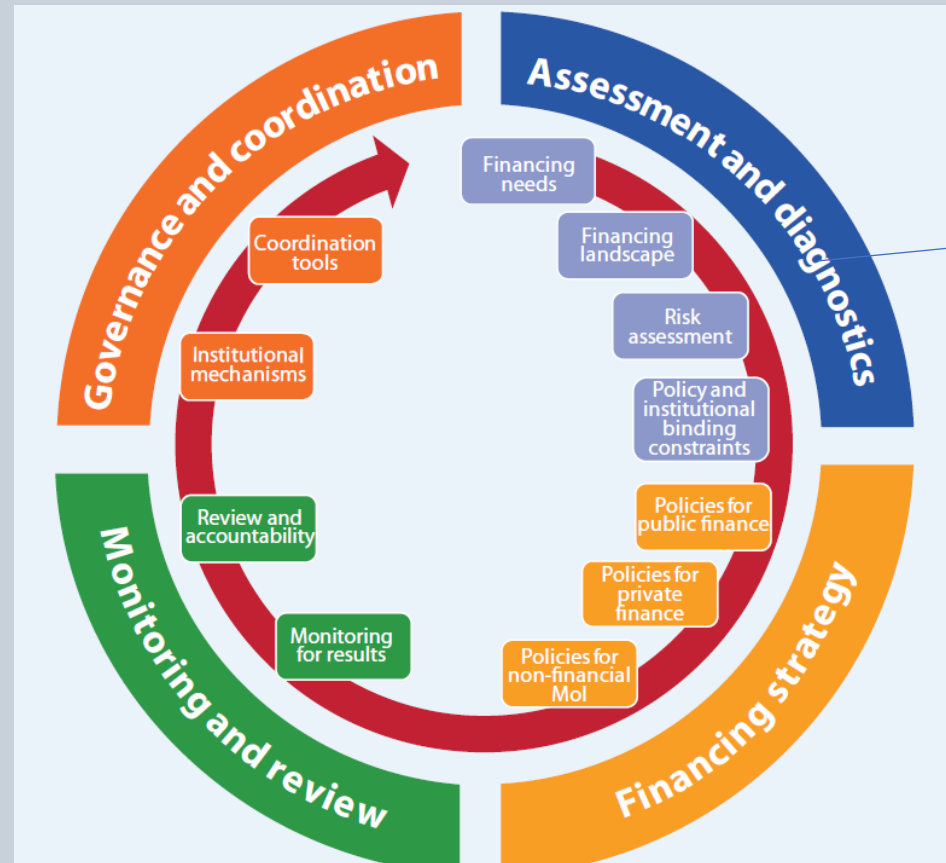 Governance and coordination
Assessment and diagnostics
Financing
needs
Financing
landscape
Risk
assessment
Policy and
institutional
binding
constraints
Policies for
public finance
Policies for
private
finance
Policies for
non-financial
MoI
Financing strategy
Monitoring
for results
Review and
accountability
Monitoring and review
Institutional
mechanisms
Coordination
tools